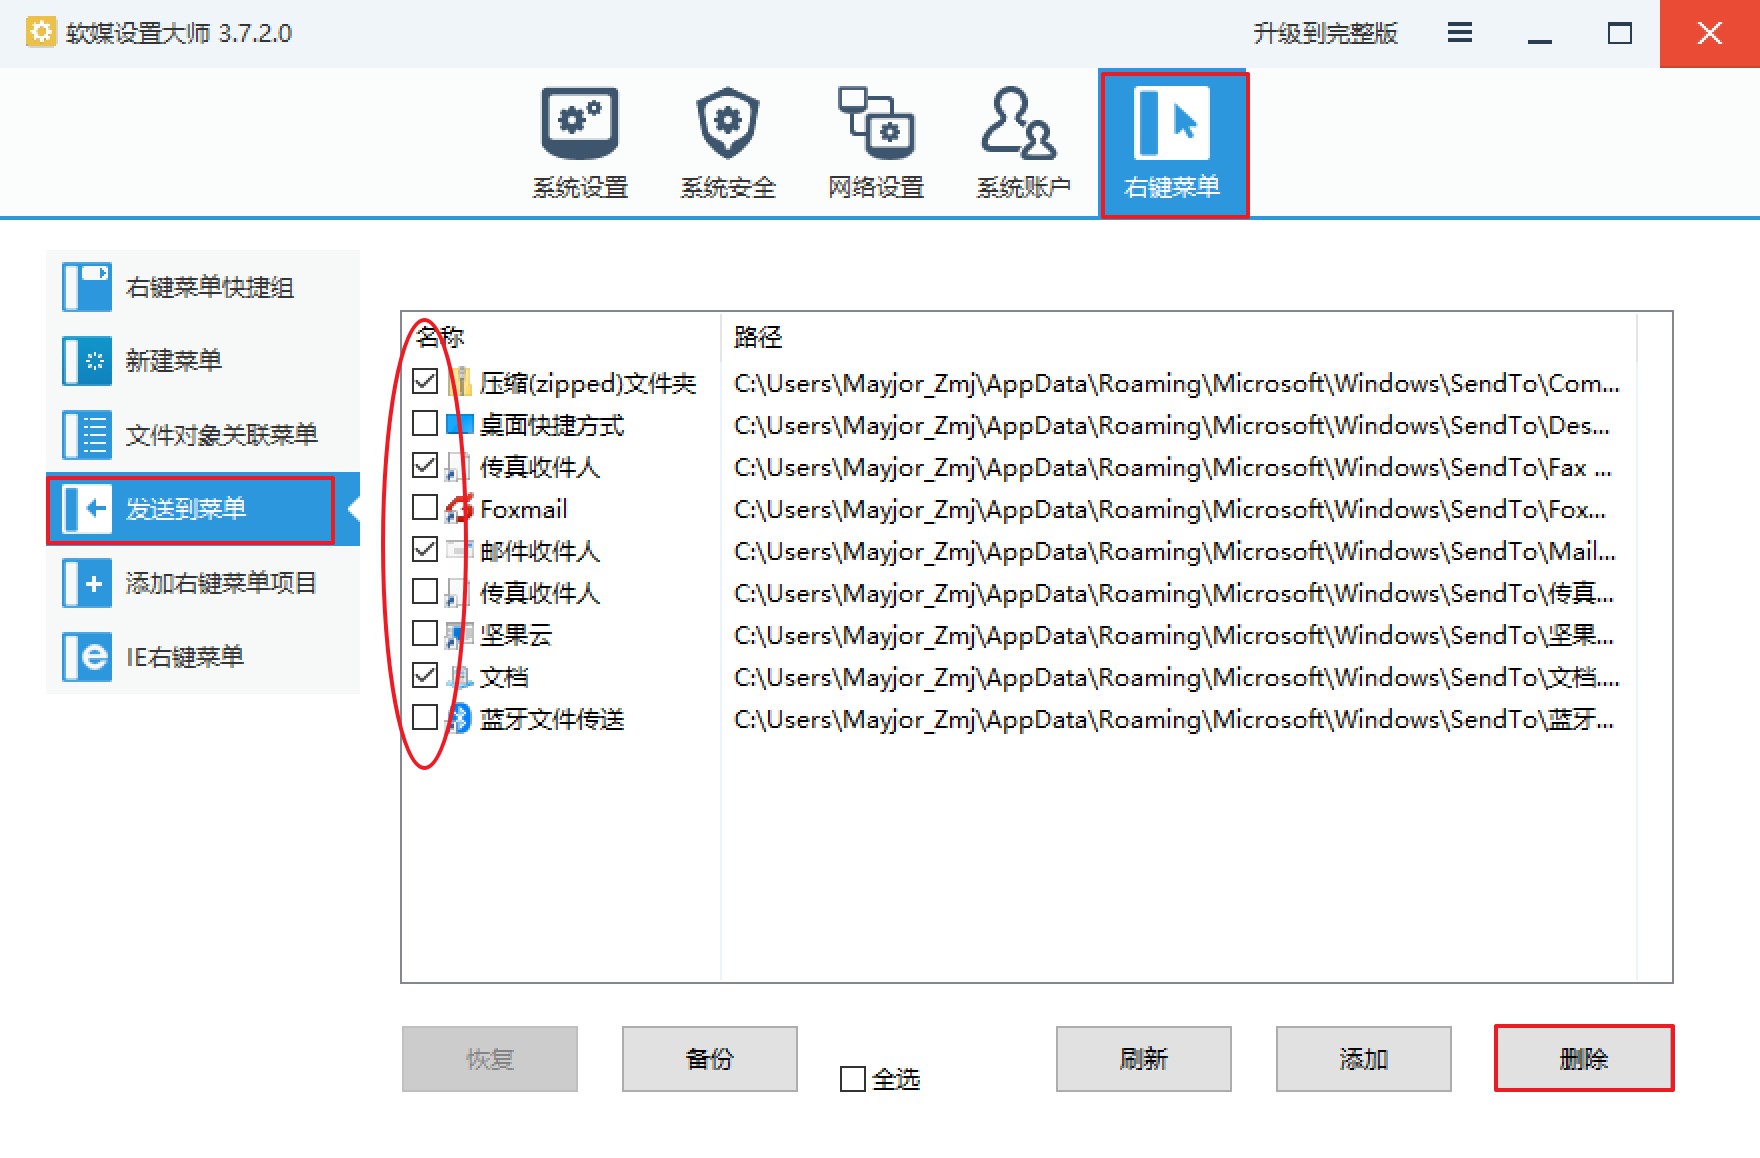 软媒设置大师 3.7.2.0
升级到完整版
系统设置
系统安全
网络设置
系统账户
右键菜单
右键菜单快捷组
新建菜单
文件对象关联菜单
发送到菜单
添加右键菜单项目
IE右键菜单
名称 路径
压缩(zipped)文件夹 C:\Users\Mayjor_Zmj\AppData\Roaming\Microsoft\Windows\SendTo\Com...
桌面快捷方式 C:\Users\Mayjor_Zmj\AppData\Roaming\Microsoft\Windows\SendTo\Des...
传真收件人 C:\Users\Mayjor_Zmj\AppData\Roaming\Microsoft\Windows\SendTo\Fax ...
Foxmail C:\Users\Mayjor_Zmj\AppData\Roaming\Microsoft\Windows\SendTo\Fox...
邮件收件人 C:\Users\Mayjor_Zmj\AppData\Roaming\Microsoft\Windows\SendTo\Mail...
传真收件人 C:\Users\Mayjor_Zmj\AppData\Roaming\Microsoft\Windows\SendTo\传真...
坚果云 C:\Users\Mayjor_Zmj\AppData\Roaming\Microsoft\Windows\SendTo\坚果...
文档 C:\Users\Mayjor_Zmj\AppData\Roaming\Microsoft\Windows\SendTo\文档....
蓝牙文件传送 C:\Users\Mayjor_Zmj\AppData\Roaming\Microsoft\Windows\SendTo\蓝牙...
恢复
备份
全选
刷新
添加
删除